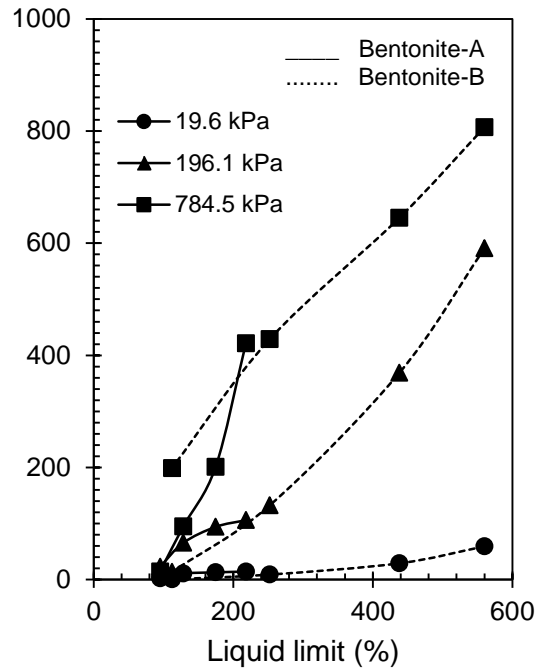 1000
Bentonite-A
Bentonite-B
19.6 kPa
800
196.1 kPa
784.5 kPa
600
400
200
0
0 200 400 600
Liquid limit (%)